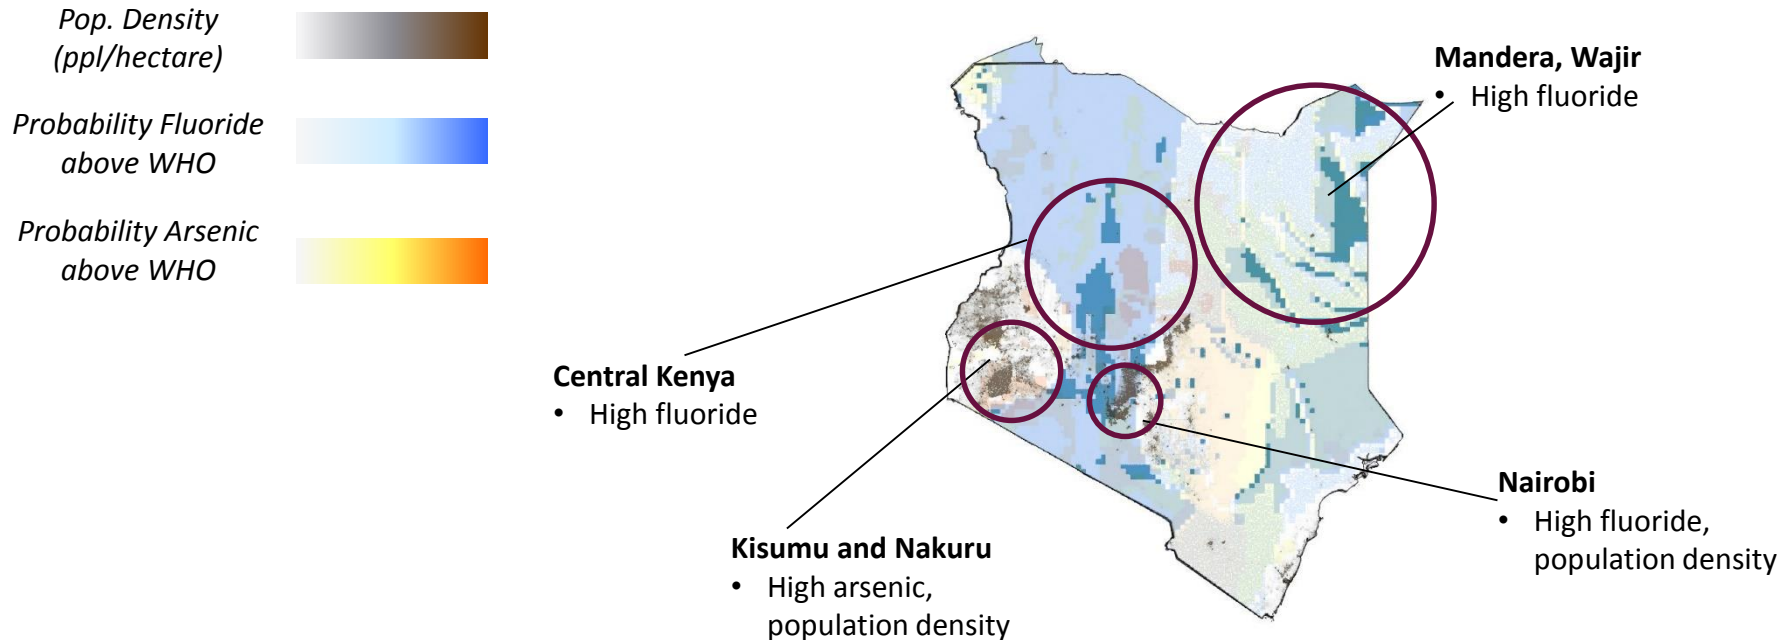 Pop. Density
(ppl/hectare)
Probability Fluoride
above WHO
Probability Arsenic
above WHO
Mandera, Wajir
• High fluoride
Central Kenya
• High fluoride
Kisumu and Nakuru
• High arsenic,
population density
Nairobi
• High fluoride,
population density